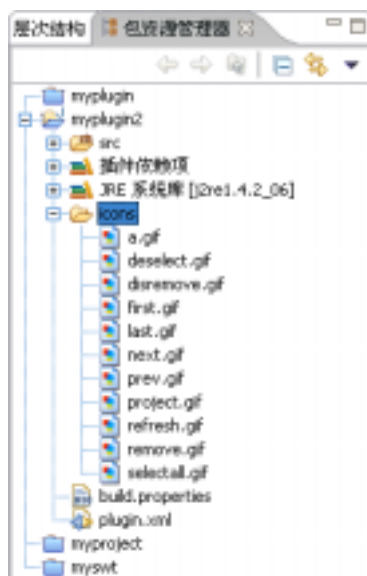 层次结构 包资源管理器
myplugin
myplugin2
src
插件依赖项
JRE 系统库 [j2re1.4.2_06]
icons
a.gif
deselect.gif
disremove.gif
first.gif
last.gif
next.gif
prev.gif
project.gif
refresh.gif
remove.gif
selectall.gif
build.properties
plugin.xml
myproject
myswt